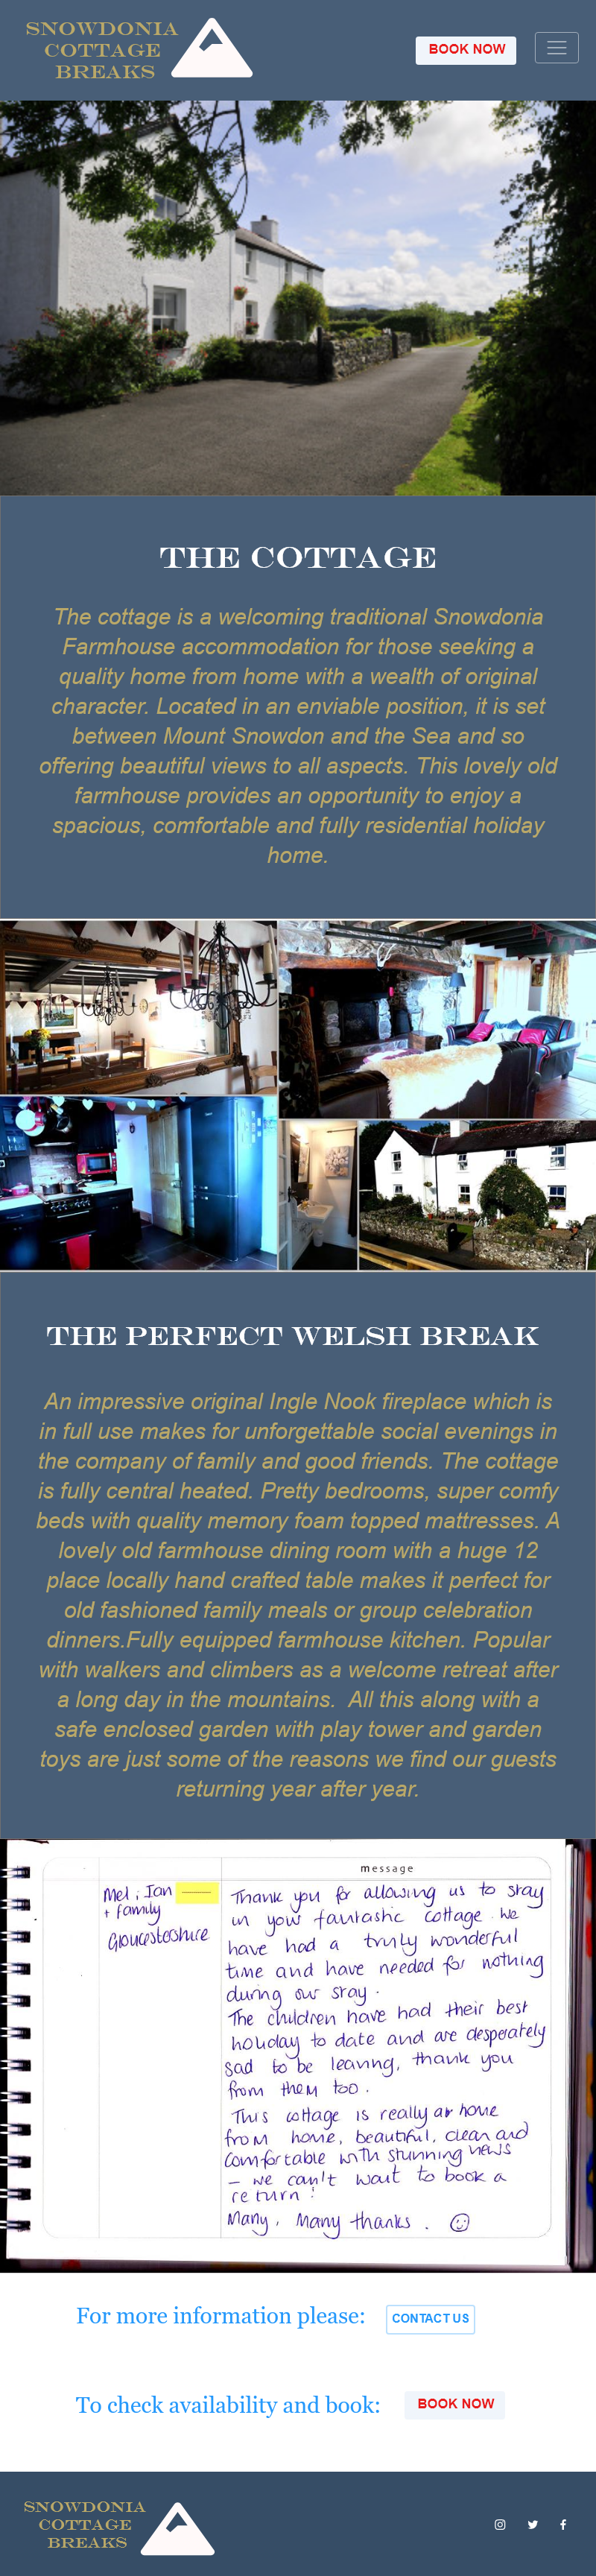 SNOWDONIA
COTTAGE
BREAKS
BOOK NOW
THE COTTAGE
The cottage is a welcoming traditional Snowdonia
Farmhouse accommodation for those seeking a
quality home from home with a wealth of original
character. Located in an enviable position, it is set
between Mount Snowdon and the Sea and so
offering beautiful views to all aspects. This lovely old
farmhouse provides an opportunity to enjoy a
spacious, comfortable and fully residential holiday
home.
THE PERFECT WELSH BREAK
An impressive original Ingle Nook fireplace which is
in full use makes for unforgettable social evenings in
the company of family and good friends. The cottage
is fully central heated. Pretty bedrooms, super comfy
beds with quality memory foam topped mattresses. A
lovely old farmhouse dining room with a huge 12
place locally hand crafted table makes it perfect for
old fashioned family meals or group celebration
dinners.Fully equipped farmhouse kitchen. Popular
with walkers and climbers as a welcome retreat after
a long day in the mountains.  All this along with a
safe enclosed garden with play tower and garden
toys are just some of the reasons we find our guests
returning year after year.
message
Mel, Ian
+ family
Gloucestershire
Thank you for allowing us to stay
in your fantastic cottage. We
have had a truly wonderful
time and have needed for nothing
during our stay.
The children have had their best
holiday to date and are desperately
sad to be leaving, thank you
from them too.
This cottage is really a home
from home, beautiful, clean and
comfortable with stunning views
– we can't wait to book a
return!
Many, Many thanks. ☺
For more information please:
CONTACT US
To check availability and book:
BOOK NOW
SNOWDONIA
COTTAGE
BREAKS